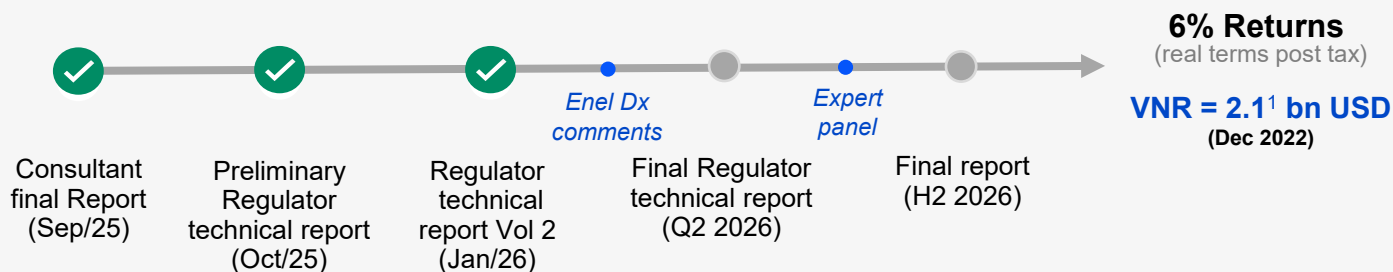 6% Returns
(real terms post tax)
VNR = 2.1¹ bn USD
(Dec 2022)
Enel Dx
comments
Expert
panel
Consultant
final Report
(Sep/25)
Preliminary
Regulator
technical report
(Oct/25)
Regulator
technical
report Vol 2
(Jan/26)
Final Regulator
technical report
(Q2 2026)
Final report
(H2 2026)